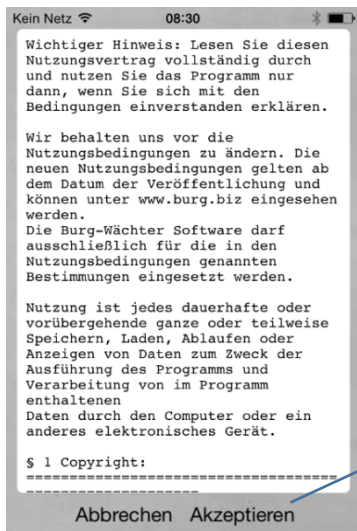 Kein Netz 08:30
Wichtiger Hinweis: Lesen Sie diesen
Nutzungsvertrag vollständig durch
und nutzen Sie das Programm nur
dann, wenn Sie sich mit den
Bedingungen einverstanden erklären.
Wir behalten uns vor die
Nutzungsbedingungen zu ändern. Die
neuen Nutzungsbedingungen gelten ab
dem Datum der Veröffentlichung und
können unter www.burg.biz eingesehen
werden.
Die Burg-Wächter Software darf
ausschließlich für die in den
Nutzungsbedingungen genannten
Bestimmungen eingesetzt werden.
Nutzung ist jedes dauerhafte oder
vorübergehende ganze oder teilweise
Speichern, Laden, Ablaufen oder
Anzeigen von Daten zum Zweck der
Ausführung des Programms und
Verarbeitung von im Programm
enthaltenen
Daten durch den Computer oder ein
anderes elektronisches Gerät.
§ 1 Copyright:
===================================
===================
Abbrechen Akzeptieren